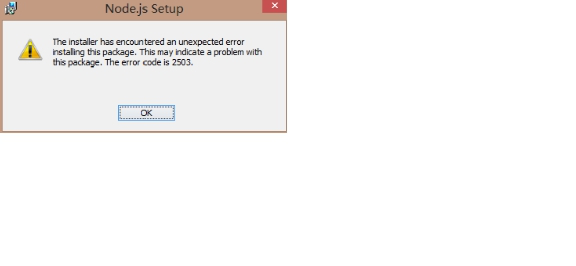 Node.js Setup
The installer has encountered an unexpected error
installing this package. This may indicate a problem with
this package. The error code is 2503.
OK